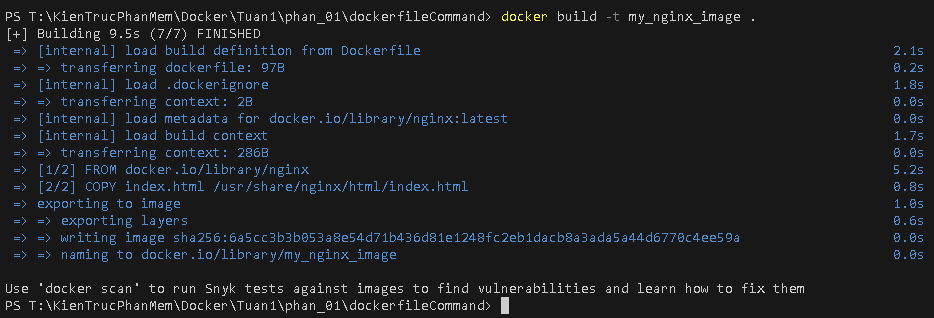 PS T:\KienTrucPhanMem\Docker\Tuan1\phan_01\dockerfileCommand> docker build -t my_nginx_image .
[+] Building 9.5s (7/7) FINISHED
=> [internal] load build definition from Dockerfile 2.1s
=> => transferring dockerfile: 97B 0.2s
=> [internal] load .dockerignore 1.8s
=> => transferring context: 2B 0.0s
=> [internal] load metadata for docker.io/library/nginx:latest 0.0s
=> [internal] load build context 1.7s
=> => transferring context: 286B 0.0s
=> [1/2] FROM docker.io/library/nginx 5.2s
=> [2/2] COPY index.html /usr/share/nginx/html/index.html 0.8s
=> exporting to image 1.0s
=> => exporting layers 0.6s
=> => writing image sha256:6a5cc3b3b053a8e54d71b436d81e1248fc2eb1dacb8a3ada5a44d6770c4ee59a 0.0s
=> => naming to docker.io/library/my_nginx_image 0.0s
Use 'docker scan' to run Snyk tests against images to find vulnerabilities and learn how to fix them
PS T:\KienTrucPhanMem\Docker\Tuan1\phan_01\dockerfileCommand>